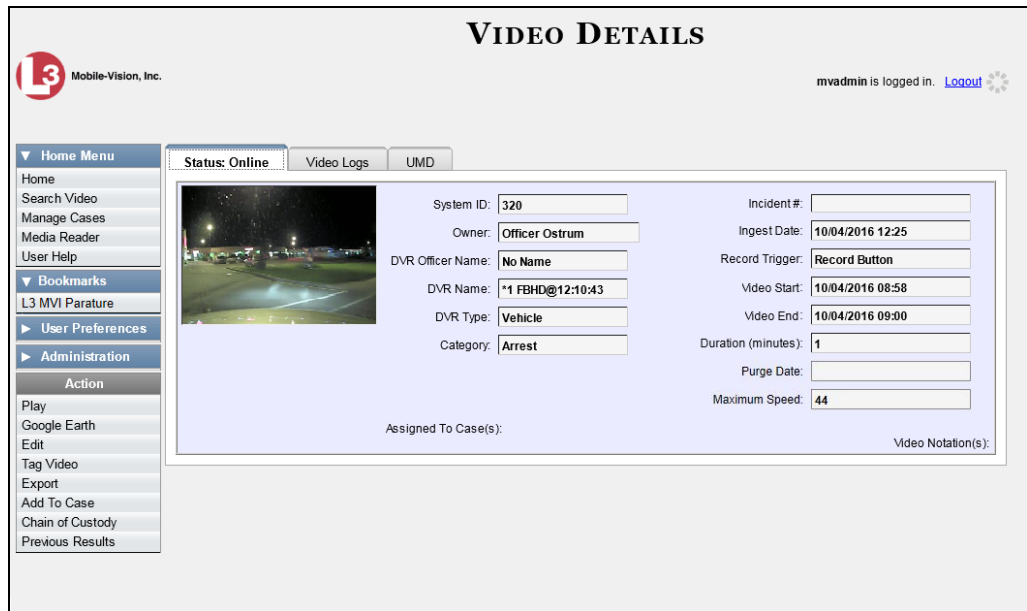 VIDEO DETAILS
L3 Mobile-Vision, Inc.
mvadmin is logged in. Logout
▼ Home Menu
Home
Search Video
Manage Cases
Media Reader
User Help
▼ Bookmarks
L3 MVI Parature
► User Preferences
► Administration
Action
Play
Google Earth
Edit
Tag Video
Export
Add To Case
Chain of Custody
Previous Results
Status: Online Video Logs UMD
System ID: 320
Owner: Officer Ostrum
DVR Officer Name: No Name
DVR Name: *1 FBHD@12:10:43
DVR Type: Vehicle
Category: Arrest
Incident #:
Ingest Date: 10/04/2016 12:25
Record Trigger: Record Button
Video Start: 10/04/2016 08:58
Video End: 10/04/2016 09:00
Duration (minutes): 1
Purge Date:
Maximum Speed: 44
Assigned To Case(s):
Video Notation(s):